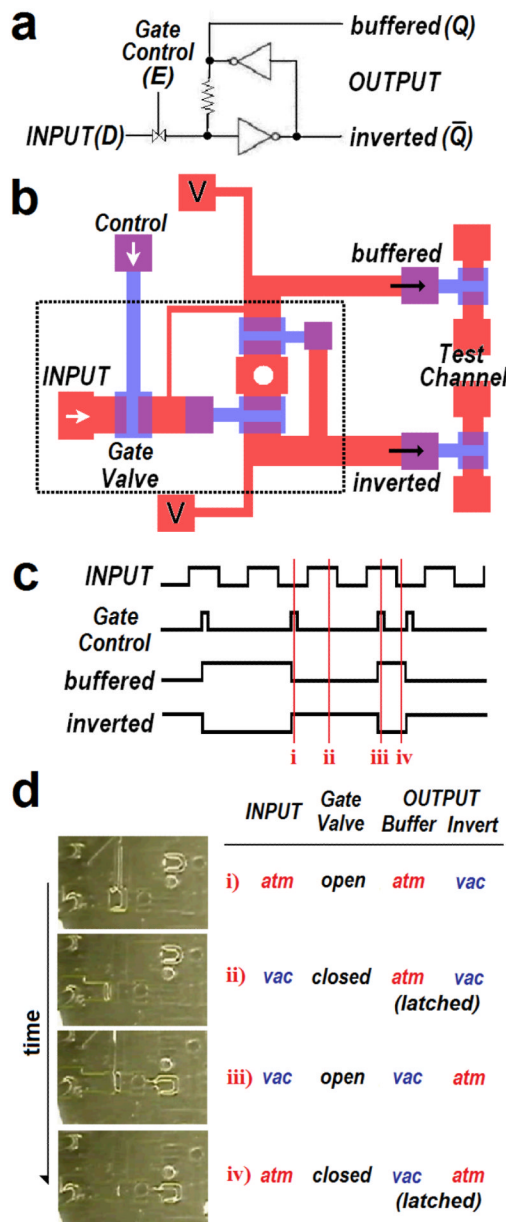 a
Gate
Control
(E)
buffered (Q)
OUTPUT
INPUT(D)
inverted (Q̅)
b
V
Control
buffered
INPUT
Test
Channel
Gate
Valve
inverted
V
c
INPUT
Gate
Control
buffered
inverted
i ii iii iv
d
INPUT Gate Valve OUTPUT
Buffer Invert
time
i) atm open atm vac
ii) vac closed atm vac
(latched)
iii) vac open vac atm
iv) atm closed vac atm
(latched)